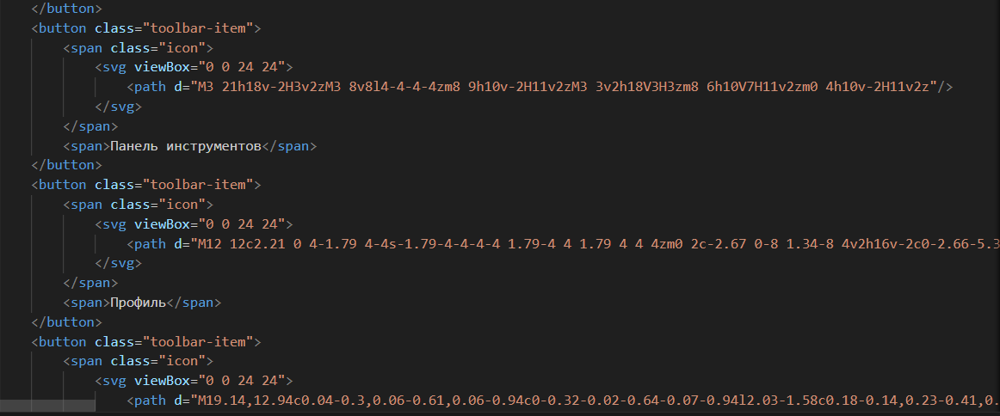 </button>
<button class="toolbar-item">
<span class="icon">
<svg viewBox="0 0 24 24">
<path d="M3 21h18v-2H3v2zM3 8v8l4-4-4-4zm8 9h10v-2H11v2zM3 3v2h18V3H3zm8 6h10V7H11v2zm0 4h10v-2H11v2z"/>
</svg>
</span>
<span>Панель инструментов</span>
</button>
<button class="toolbar-item">
<span class="icon">
<svg viewBox="0 0 24 24">
<path d="M12 12c2.21 0 4-1.79 4-4s-1.79-4-4-4-4 1.79-4 4 1.79 4 4 4zm0 2c-2.67 0-8 1.34-8 4v2h16v-2c0-2.66-5.3
</svg>
</span>
<span>Профиль</span>
</button>
<button class="toolbar-item">
<span class="icon">
<svg viewBox="0 0 24 24">
<path d="M19.14,12.94c0.04-0.3,0.06-0.61,0.06-0.94c0-0.32-0.02-0.64-0.07-0.94l2.03-1.58c0.18-0.14,0.23-0.41,0.